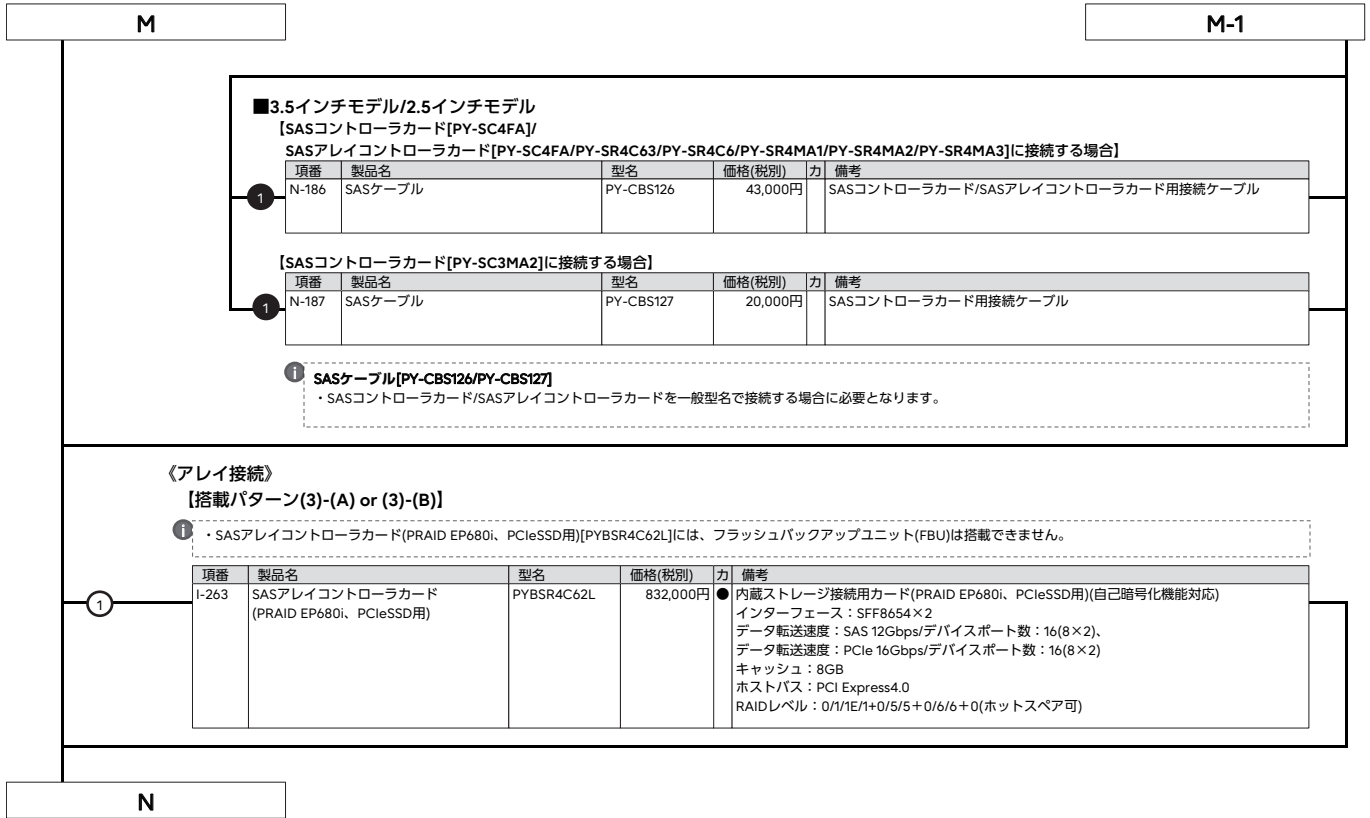 M
M-1
■3.5インチモデル/2.5インチモデル
【SASコントローラカード[PY-SC4FA]/
SASアレイコントローラカード[PY-SC4FA/PY-SR4C63/PY-SR4C6/PY-SR4MA1/PY-SR4MA2/PY-SR4MA3]に接続する場合】
項番 製品名 型名 価格(税別) カ 備考
1 N-186 SASケーブル PY-CBS126 43,000円 SASコントローラカード/SASアレイコントローラカード用接続ケーブル
【SASコントローラカード[PY-SC3MA2]に接続する場合】
項番 製品名 型名 価格(税別) カ 備考
1 N-187 SASケーブル PY-CBS127 20,000円 SASコントローラカード用接続ケーブル
i SASケーブル[PY-CBS126/PY-CBS127]
・SASコントローラカード/SASアレイコントローラカードを一般型名で接続する場合に必要となります。
《アレイ接続》
【搭載パターン(3)-(A) or (3)-(B)】
i ・SASアレイコントローラカード(PRAID EP680i、PCIeSSD用)[PYBSR4C62L]には、フラッシュバックアップユニット(FBU)は搭載できません。
項番 製品名 型名 価格(税別) カ 備考
1 I-263 SASアレイコントローラカード PYBSR4C62L 832,000円 ● 内蔵ストレージ接続用カード(PRAID EP680i、PCIeSSD用)(自己暗号化機能対応)
(PRAID EP680i、PCIeSSD用) インターフェース：SFF8654×2
データ転送速度：SAS 12Gbps/デバイスポート数：16(8×2)、
データ転送速度：PCIe 16Gbps/デバイスポート数：16(8×2)
キャッシュ：8GB
ホストバス：PCI Express4.0
RAIDレベル：0/1/1E/1+0/5/5＋0/6/6＋0(ホットスペア可)
N